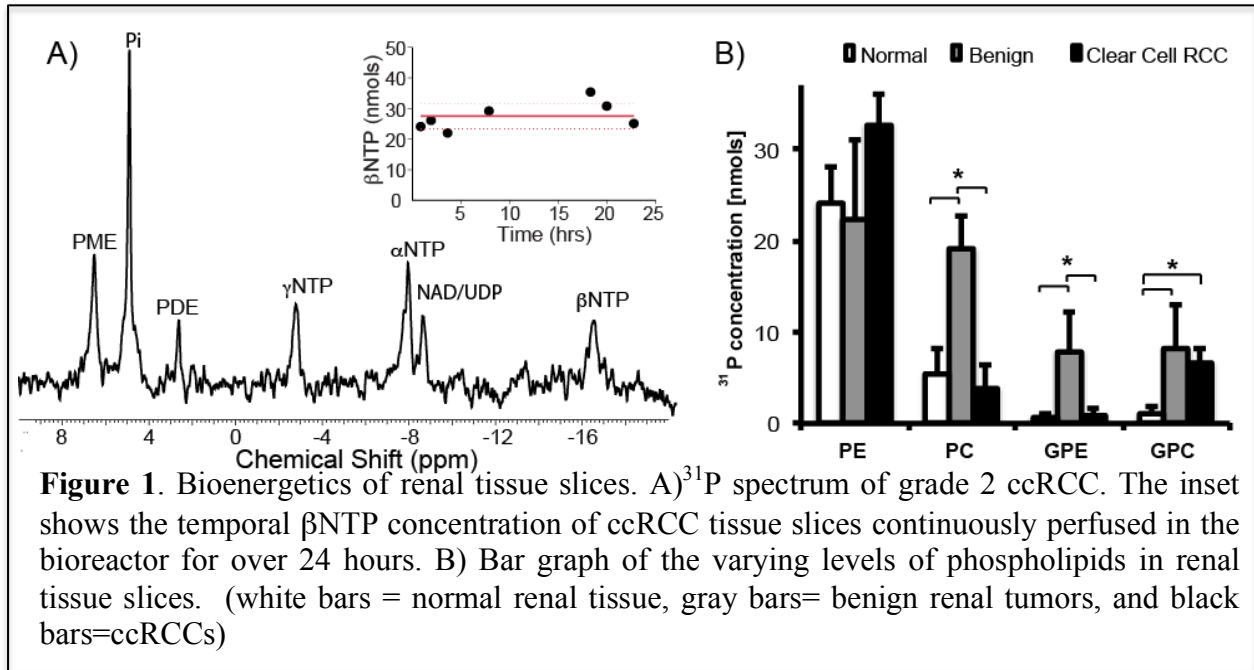 A)
Pi
PME
PDE
γNTP
αNTP
NAD/UDP
βNTP
8 4 0 -4 -8 -12 -16
Chemical Shift (ppm)
βNTP (nmols)
50
40
30
20
10
0
5 10 15 20 25
Time (hrs)
B)
Normal Benign Clear Cell RCC
³¹P concentration [nmols]
30
20
10
0
* * * *
PE PC GPE GPC
Figure 1. Bioenergetics of renal tissue slices. A)³¹P spectrum of grade 2 ccRCC. The inset
shows the temporal βNTP concentration of ccRCC tissue slices continuously perfused in the
bioreactor for over 24 hours. B) Bar graph of the varying levels of phospholipids in renal
tissue slices. (white bars = normal renal tissue, gray bars= benign renal tumors, and black
bars=ccRCCs)